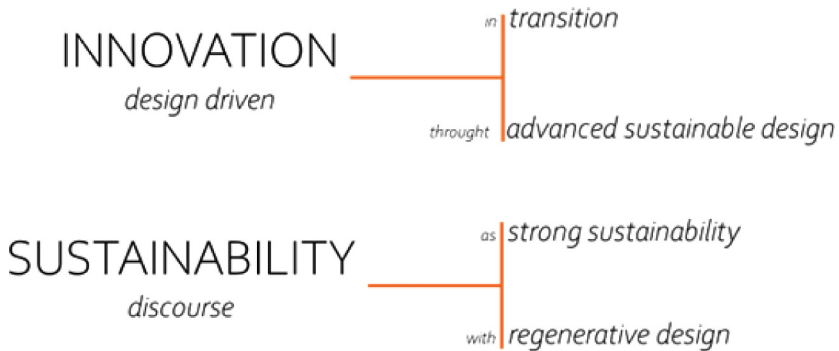 INNOVATION
design driven
in transition
throught advanced sustainable design
SUSTAINABILITY
discourse
as strong sustainability
with regenerative design